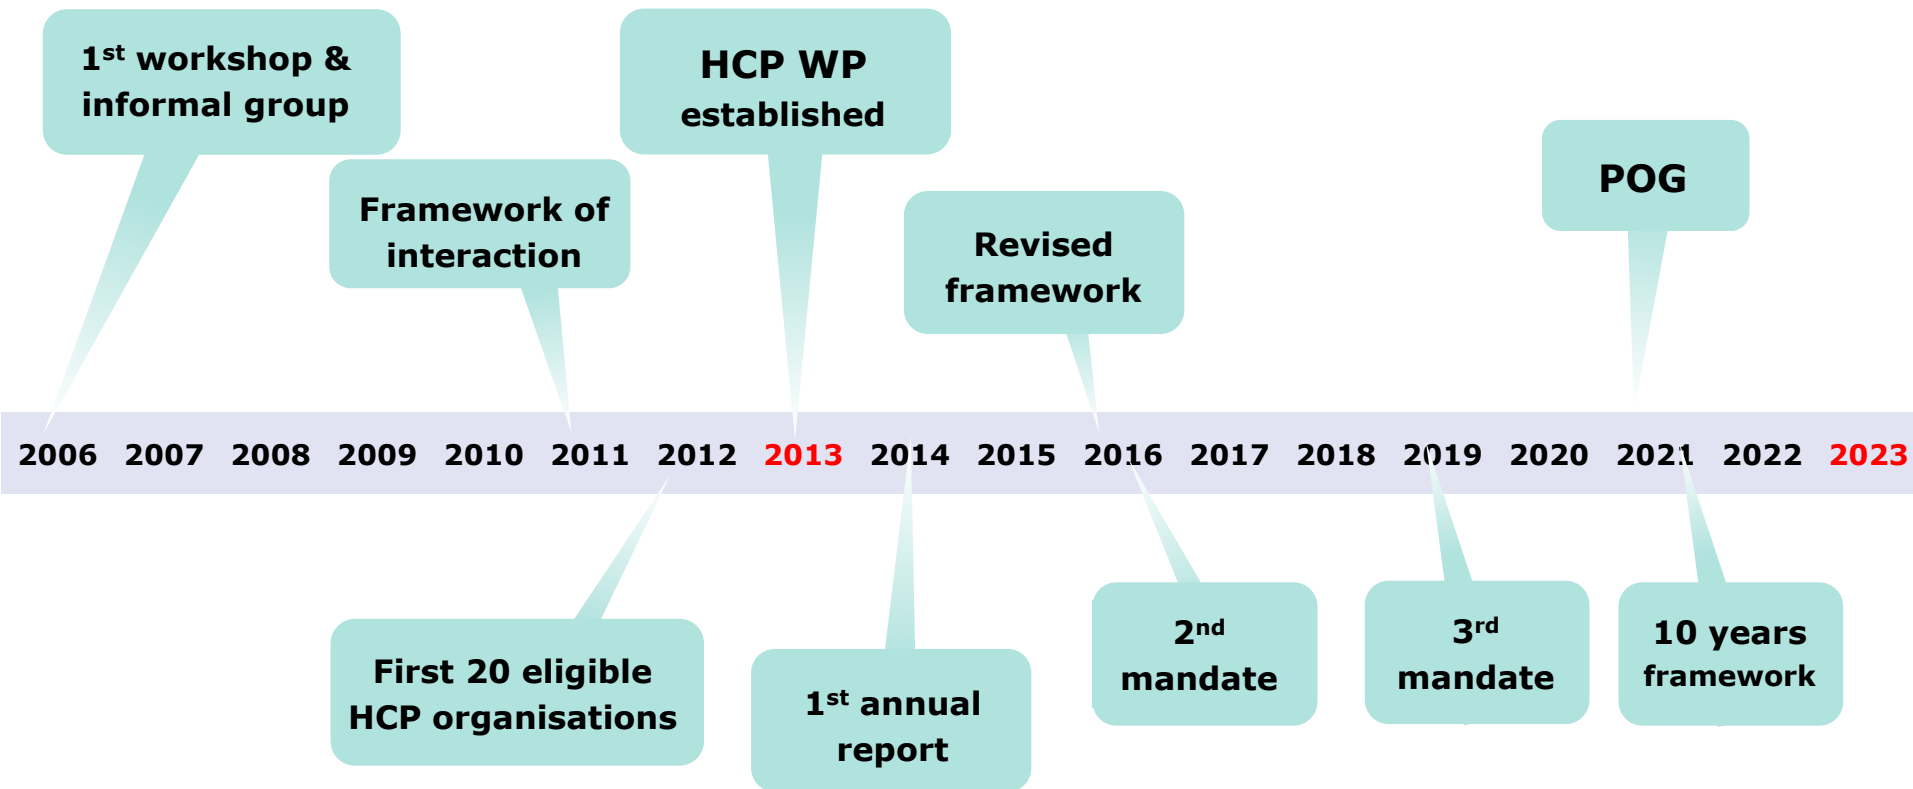 1st workshop &
informal group
HCP WP
established
Framework of
interaction
POG
Revised
framework
2006 2007 2008 2009 2010 2011 2012 2013 2014 2015 2016 2017 2018 2019 2020 2021 2022 2023
First 20 eligible
HCP organisations
1st annual
report
2nd
mandate
3rd
mandate
10 years
framework